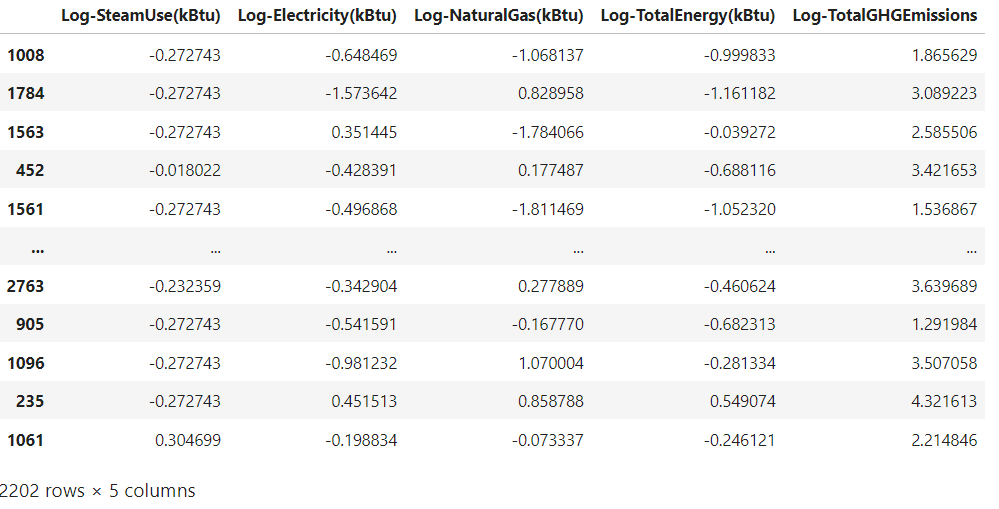 Log-SteamUse(kBtu) Log-Electricity(kBtu) Log-NaturalGas(kBtu) Log-TotalEnergy(kBtu) Log-TotalGHGEmissions
1008 -0.272743 -0.648469 -1.068137 -0.999833 1.865629
1784 -0.272743 -1.573642 0.828958 -1.161182 3.089223
1563 -0.272743 0.351445 -1.784066 -0.039272 2.585506
452 -0.018022 -0.428391 0.177487 -0.688116 3.421653
1561 -0.272743 -0.496868 -1.811469 -1.052320 1.536867
... ... ... ... ... ...
2763 -0.232359 -0.342904 0.277889 -0.460624 3.639689
905 -0.272743 -0.541591 -0.167770 -0.682313 1.291984
1096 -0.272743 -0.981232 1.070004 -0.281334 3.507058
235 -0.272743 0.451513 0.858788 0.549074 4.321613
1061 0.304699 -0.198834 -0.073337 -0.246121 2.214846
2202 rows × 5 columns